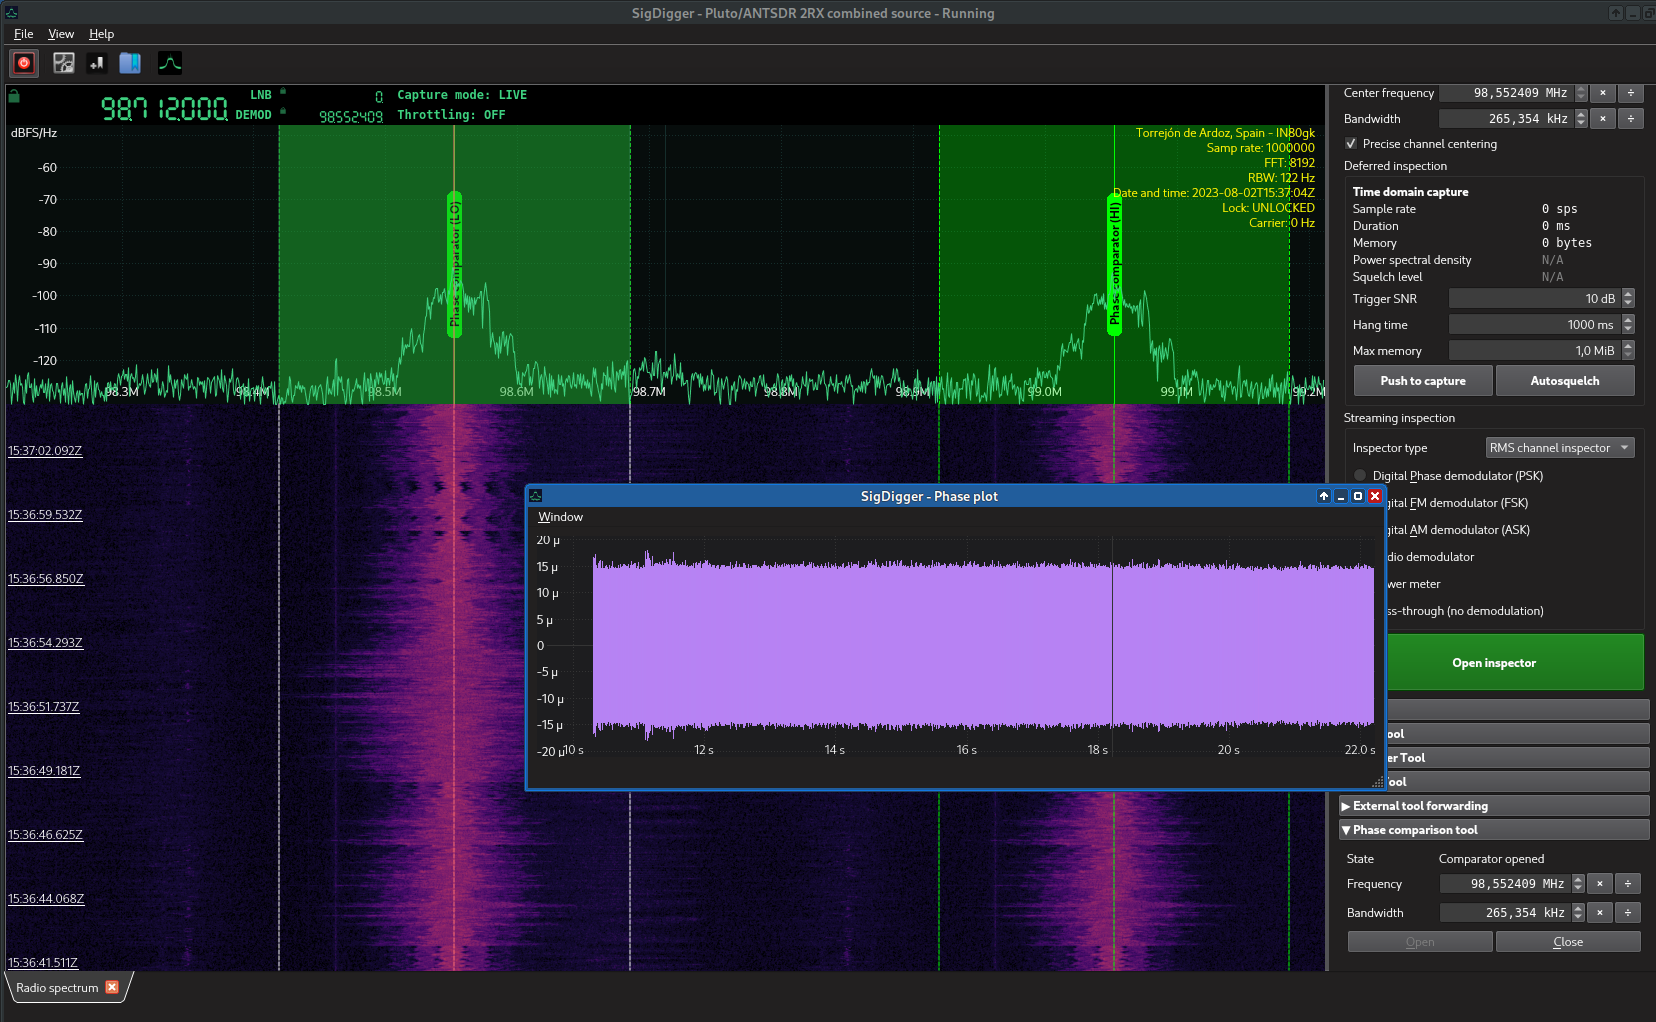 SigDigger - Pluto/ANTSDR 2RX combined source - Running
File View Help
98.712.000. LNB 0. Capture mode: LIVE
DEMOD 98.552.409. Throttling: OFF
dBFS/Hz
-60
-70
-80
-90
-100
-110
-120
Phase comparator (LO)
Phase comparator (HI)
Torrejón de Ardoz, Spain - IN80gk
Samp rate: 1000000
FFT: 8192
RBW: 122 Hz
Date and time: 2023-08-02T15:37:04Z
Lock: UNLOCKED
Carrier: 0 Hz
98.3M 98.4M 98.5M 98.6M 98.7M 98.8M 98.9M 99.0M 99.1M 99.2M
15:37:02.092Z
15:36:59.532Z
15:36:56.850Z
15:36:54.293Z
15:36:51.737Z
15:36:49.181Z
15:36:46.625Z
15:36:44.068Z
15:36:41.511Z
SigDigger - Phase plot
Window
20 µ
15 µ
10 µ
5 µ
0
-5 µ
-10 µ
-15 µ
-20 µ
10 s 12 s 14 s 16 s 18 s 20 s 22.0 s
Center frequency 98,552409 MHz × ÷
Bandwidth 265,354 kHz × ÷
Precise channel centering
Deferred inspection
Time domain capture
Sample rate 0 sps
Duration 0 ms
Memory 0 bytes
Power spectral density N/A
Squelch level N/A
Trigger SNR 10 dB
Hang time 1000 ms
Max memory 1,0 MiB
Push to capture Autosquelch
Streaming inspection
Inspector type RMS channel inspector
Digital Phase demodulator (PSK)
gital FM demodulator (FSK)
gital AM demodulator (ASK)
dio demodulator
wer meter
ss-through (no demodulation)
Open inspector
ool
er Tool
ool
External tool forwarding
Phase comparison tool
State Comparator opened
Frequency 98,552409 MHz × ÷
Bandwidth 265,354 kHz × ÷
Open Close
Radio spectrum